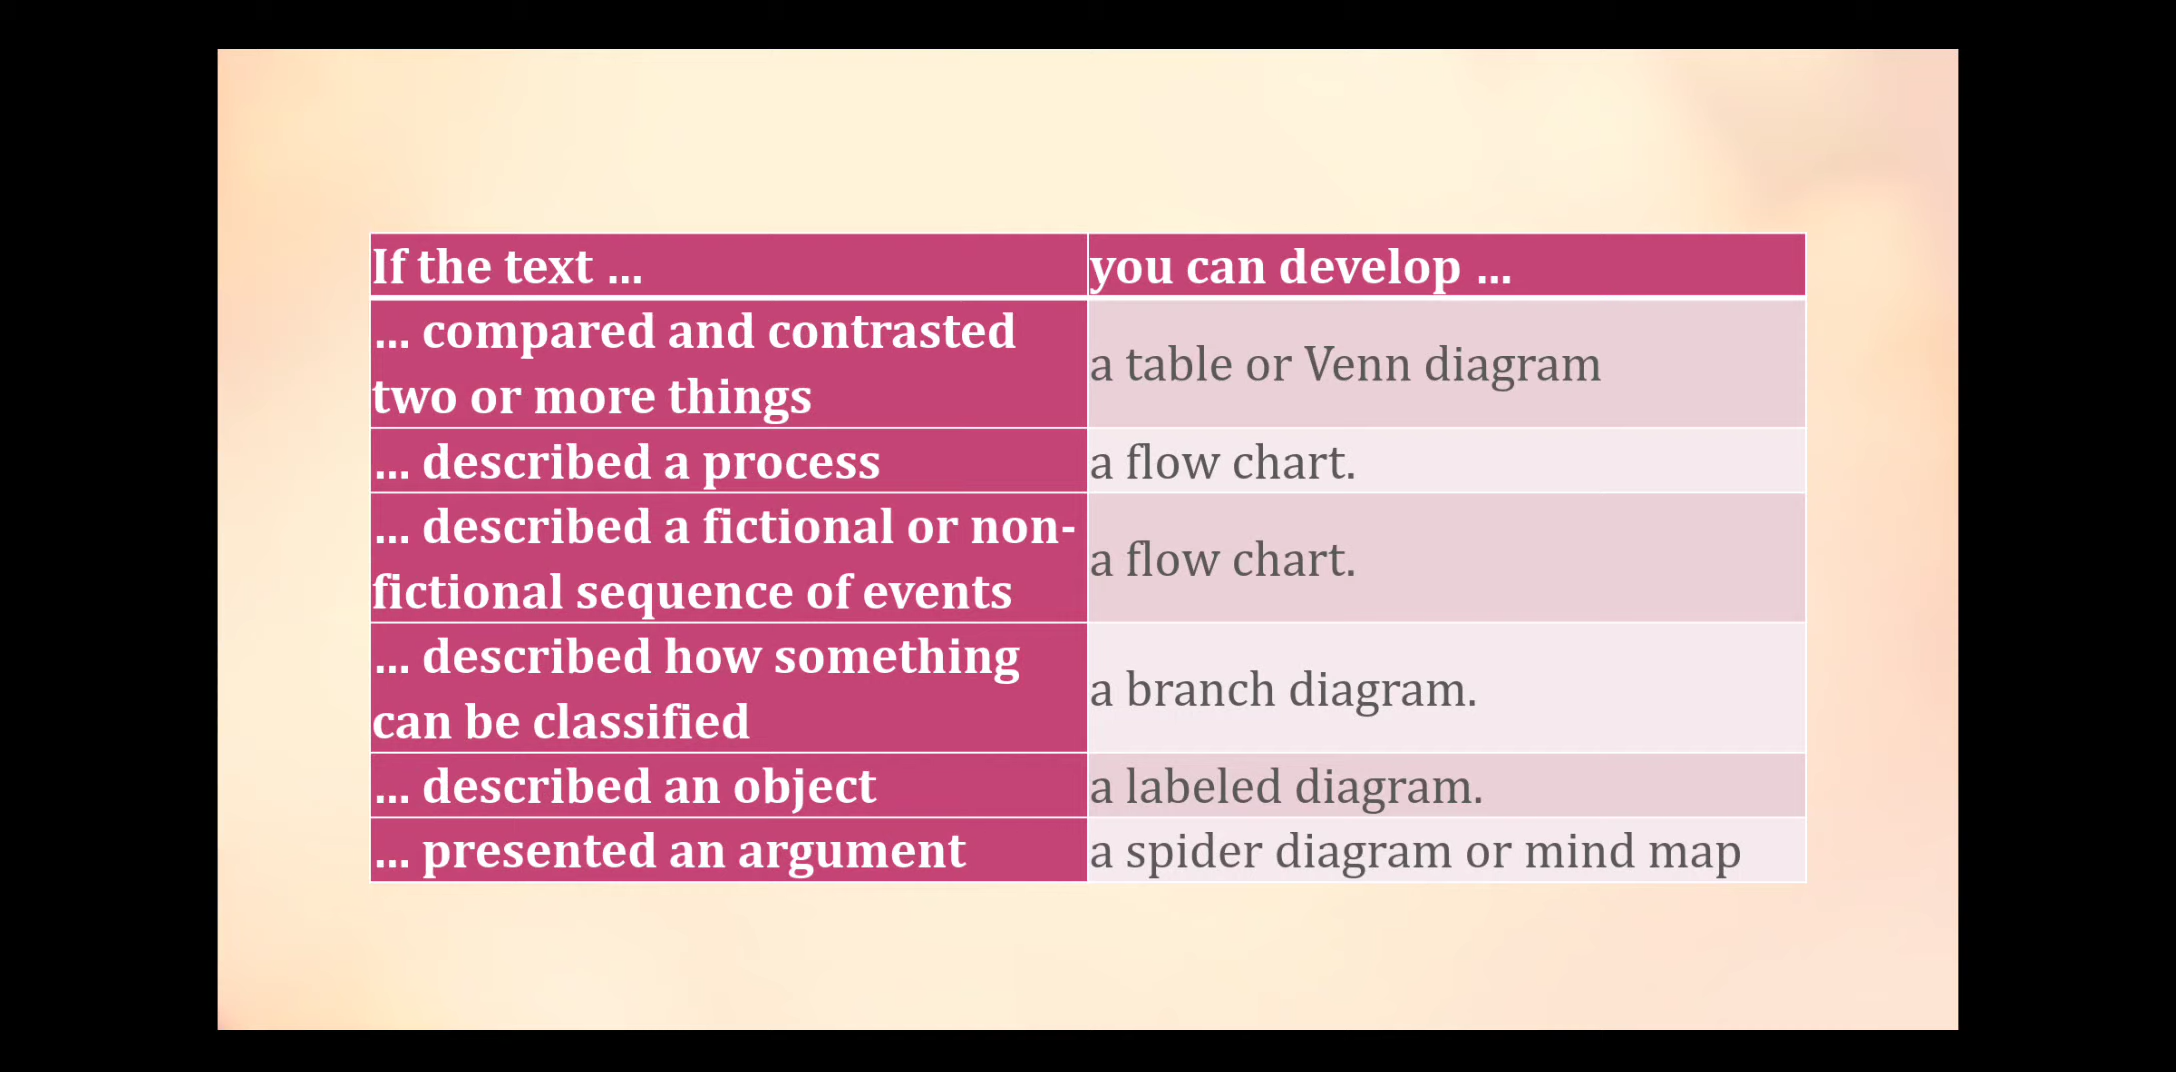 If the text ...
you can develop ...
... compared and contrasted
two or more things
a table or Venn diagram
... described a process
a flow chart.
... described a fictional or non-
fictional sequence of events
a flow chart.
... described how something
can be classified
a branch diagram.
... described an object
a labeled diagram.
... presented an argument
a spider diagram or mind map